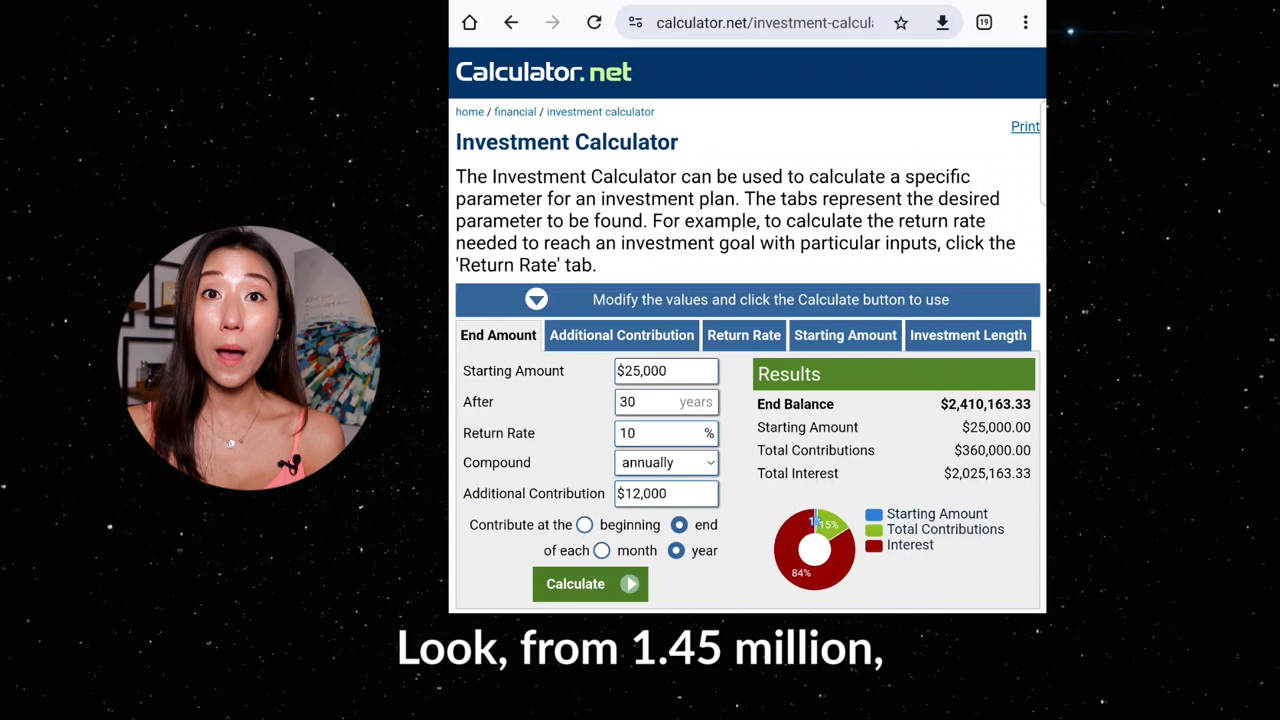 calculator.net/investment-calcul
19
Calculator.net
home / financial / investment calculator
Print
Investment Calculator
The Investment Calculator can be used to calculate a specific
parameter for an investment plan. The tabs represent the desired
parameter to be found. For example, to calculate the return rate
needed to reach an investment goal with particular inputs, click the
'Return Rate' tab.
Modify the values and click the Calculate button to use
End Amount Additional Contribution Return Rate Starting Amount Investment Length
Starting Amount $25,000
After 30 years
Return Rate 10 %
Compound annually
Additional Contribution $12,000
Contribute at the beginning end
of each month year
Calculate
Results
End Balance $2,410,163.33
Starting Amount $25,000.00
Total Contributions $360,000.00
Total Interest $2,025,163.33
15%
84%
Starting Amount
Total Contributions
Interest
Look, from 1.45 million,